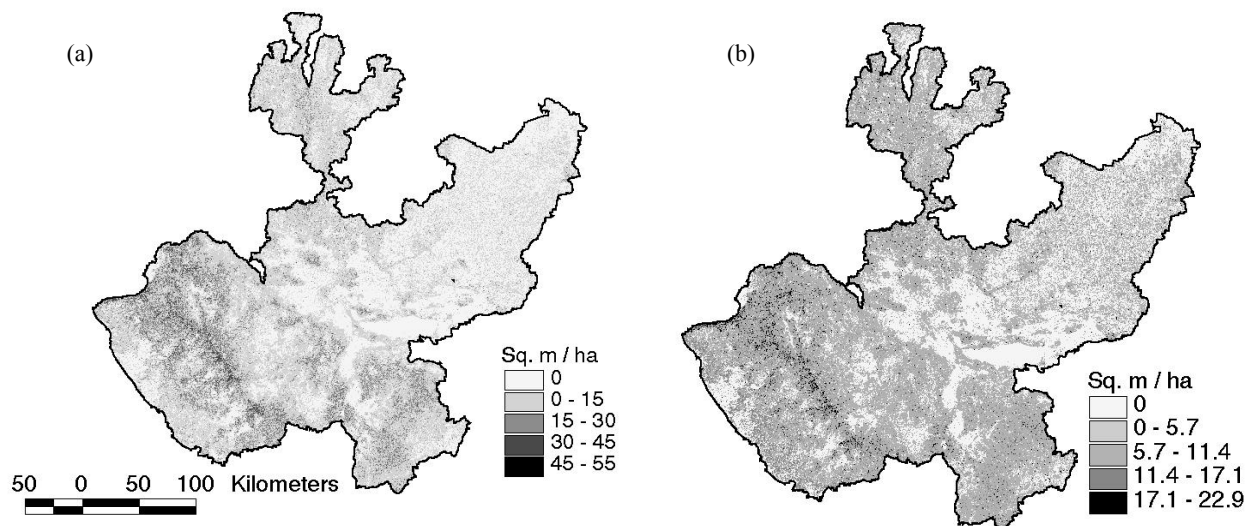 (a)
(b)
Sq. m / ha
0
0 - 15
15 - 30
30 - 45
45 - 55
50 0 50 100 Kilometers
Sq. m / ha
0
0 - 5.7
5.7 - 11.4
11.4 - 17.1
17.1 - 22.9